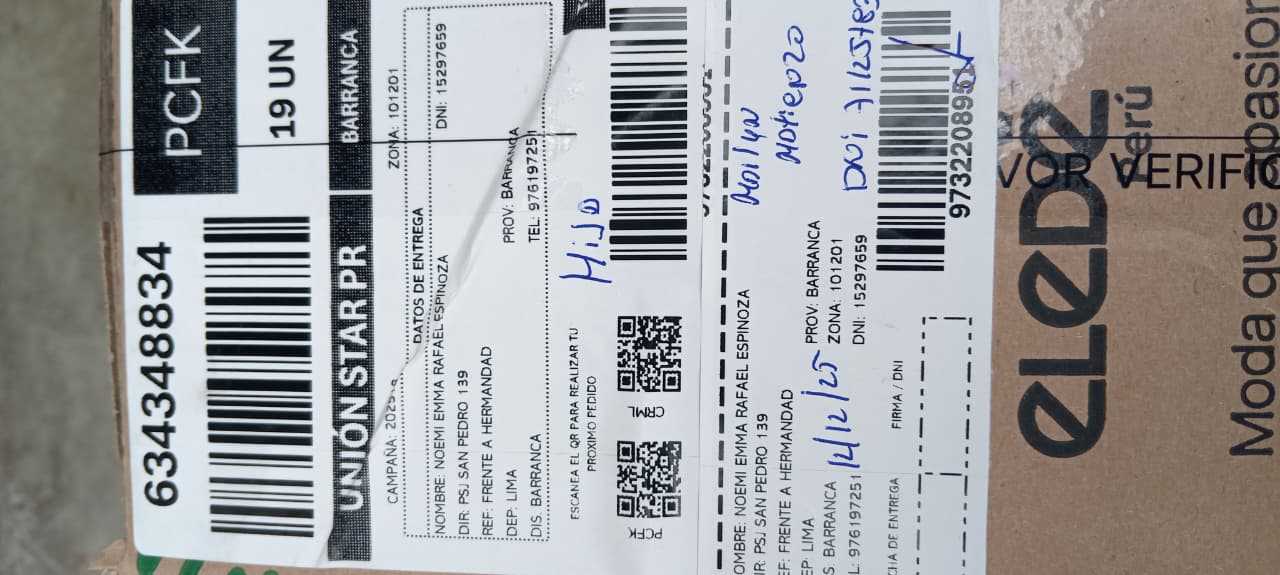 634348834
PCFK
19 UN
UNION STAR PR
BARRANCA
CAMPAÑA: 2025
ZONA: 101201
DATOS DE ENTREGA
NOMBRE: NOEMI EMMA RAFAEL ESPINOZA
DNI: 15297659
DIR: PSJ SAN PEDRO 139
REF: FRENTE A HERMANDAD
DEP: LIMA
PROV: BARRANCA
DIS. BARRANCA
TEL: 976197251
ESCANEA EL QR PARA REALIZAR TU
PROXIMO PEDIDO
HiJO
PCFK
CRML
OMBRE: NOEMI EMMA RAFAEL ESPINOZA
IR: PSJ SAN PEDRO 139
EF: FRENTE A HERMANDAD
EP: LIMA
PROV: BARRANCA
S. BARRANCA
ZONA: 101201
L: 976197251
DNI: 15297659
14/12/25
DNI
CHA DE ENTREGA
FIRMA / DNI
9732208951
VOR VERIFIC
Perú
Moda que apasion